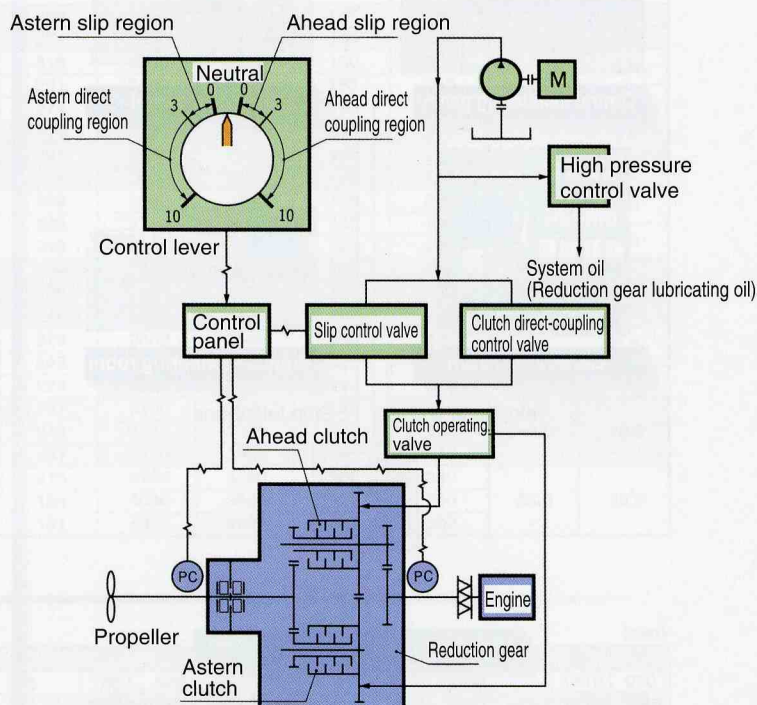 Astern slip region
Ahead slip region
Neutral
0 0
3 3
Astern direct
coupling region
Ahead direct
coupling region
10 10
Control lever
M
High pressure
control valve
System oil
(Reduction gear lubricating oil)
Control
panel
Slip control valve
Clutch direct-coupling
control valve
Clutch operating
valve
Ahead clutch
PC
PC
Engine
Propeller
Reduction gear
Astern
clutch